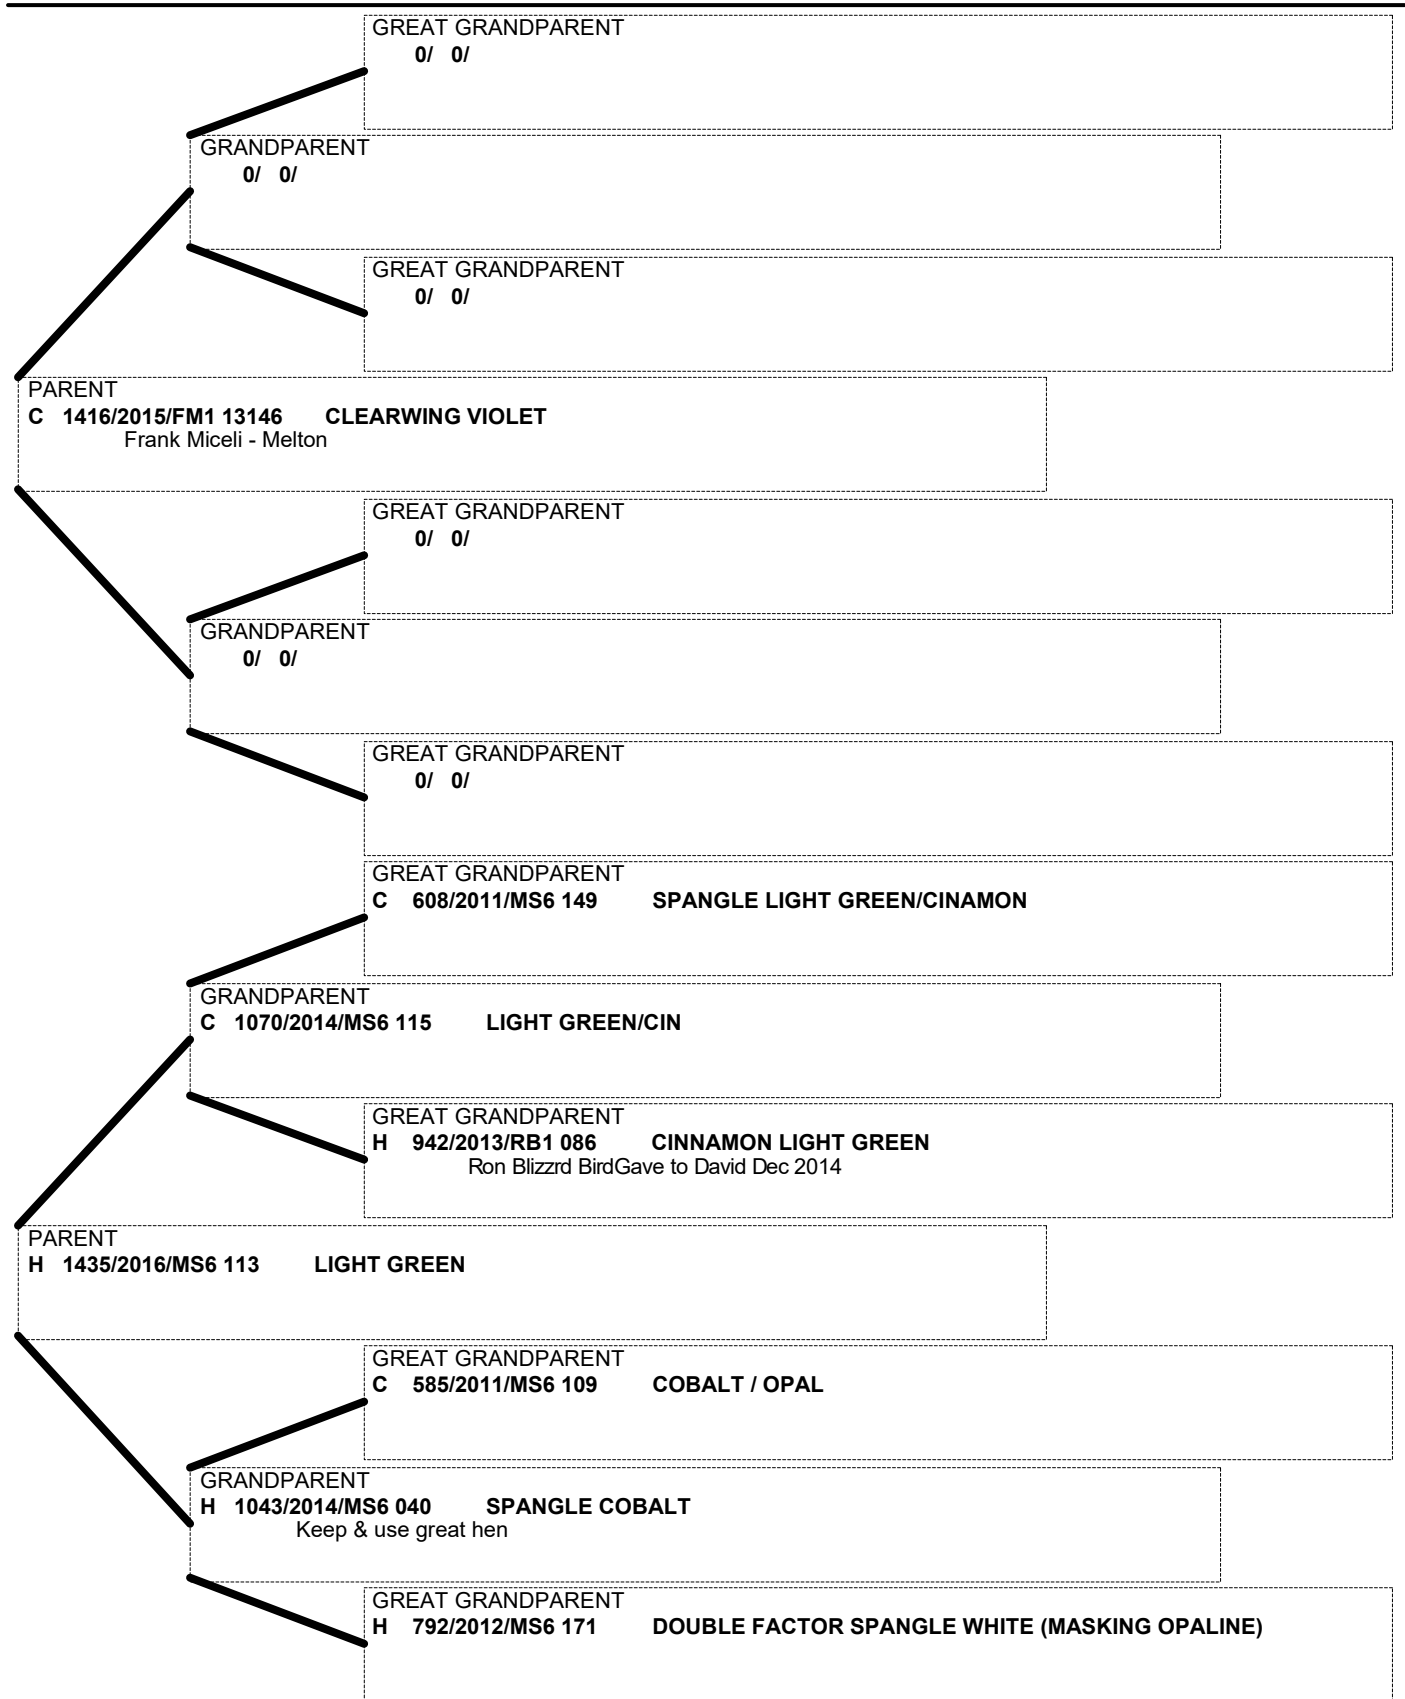 GREAT GRANDPARENT
0/ 0/
GRANDPARENT
0/ 0/
GREAT GRANDPARENT
0/ 0/
PARENT
C 1416/2015/FM1 13146 CLEARWING VIOLET
Frank Miceli - Melton
GREAT GRANDPARENT
0/ 0/
GRANDPARENT
0/ 0/
GREAT GRANDPARENT
0/ 0/
GREAT GRANDPARENT
C 608/2011/MS6 149 SPANGLE LIGHT GREEN/CINAMON
GRANDPARENT
C 1070/2014/MS6 115 LIGHT GREEN/CIN
GREAT GRANDPARENT
H 942/2013/RB1 086 CINNAMON LIGHT GREEN
Ron Blizzrd BirdGave to David Dec 2014
PARENT
H 1435/2016/MS6 113 LIGHT GREEN
GREAT GRANDPARENT
C 585/2011/MS6 109 COBALT / OPAL
GRANDPARENT
H 1043/2014/MS6 040 SPANGLE COBALT
Keep & use great hen
GREAT GRANDPARENT
H 792/2012/MS6 171 DOUBLE FACTOR SPANGLE WHITE (MASKING OPALINE)